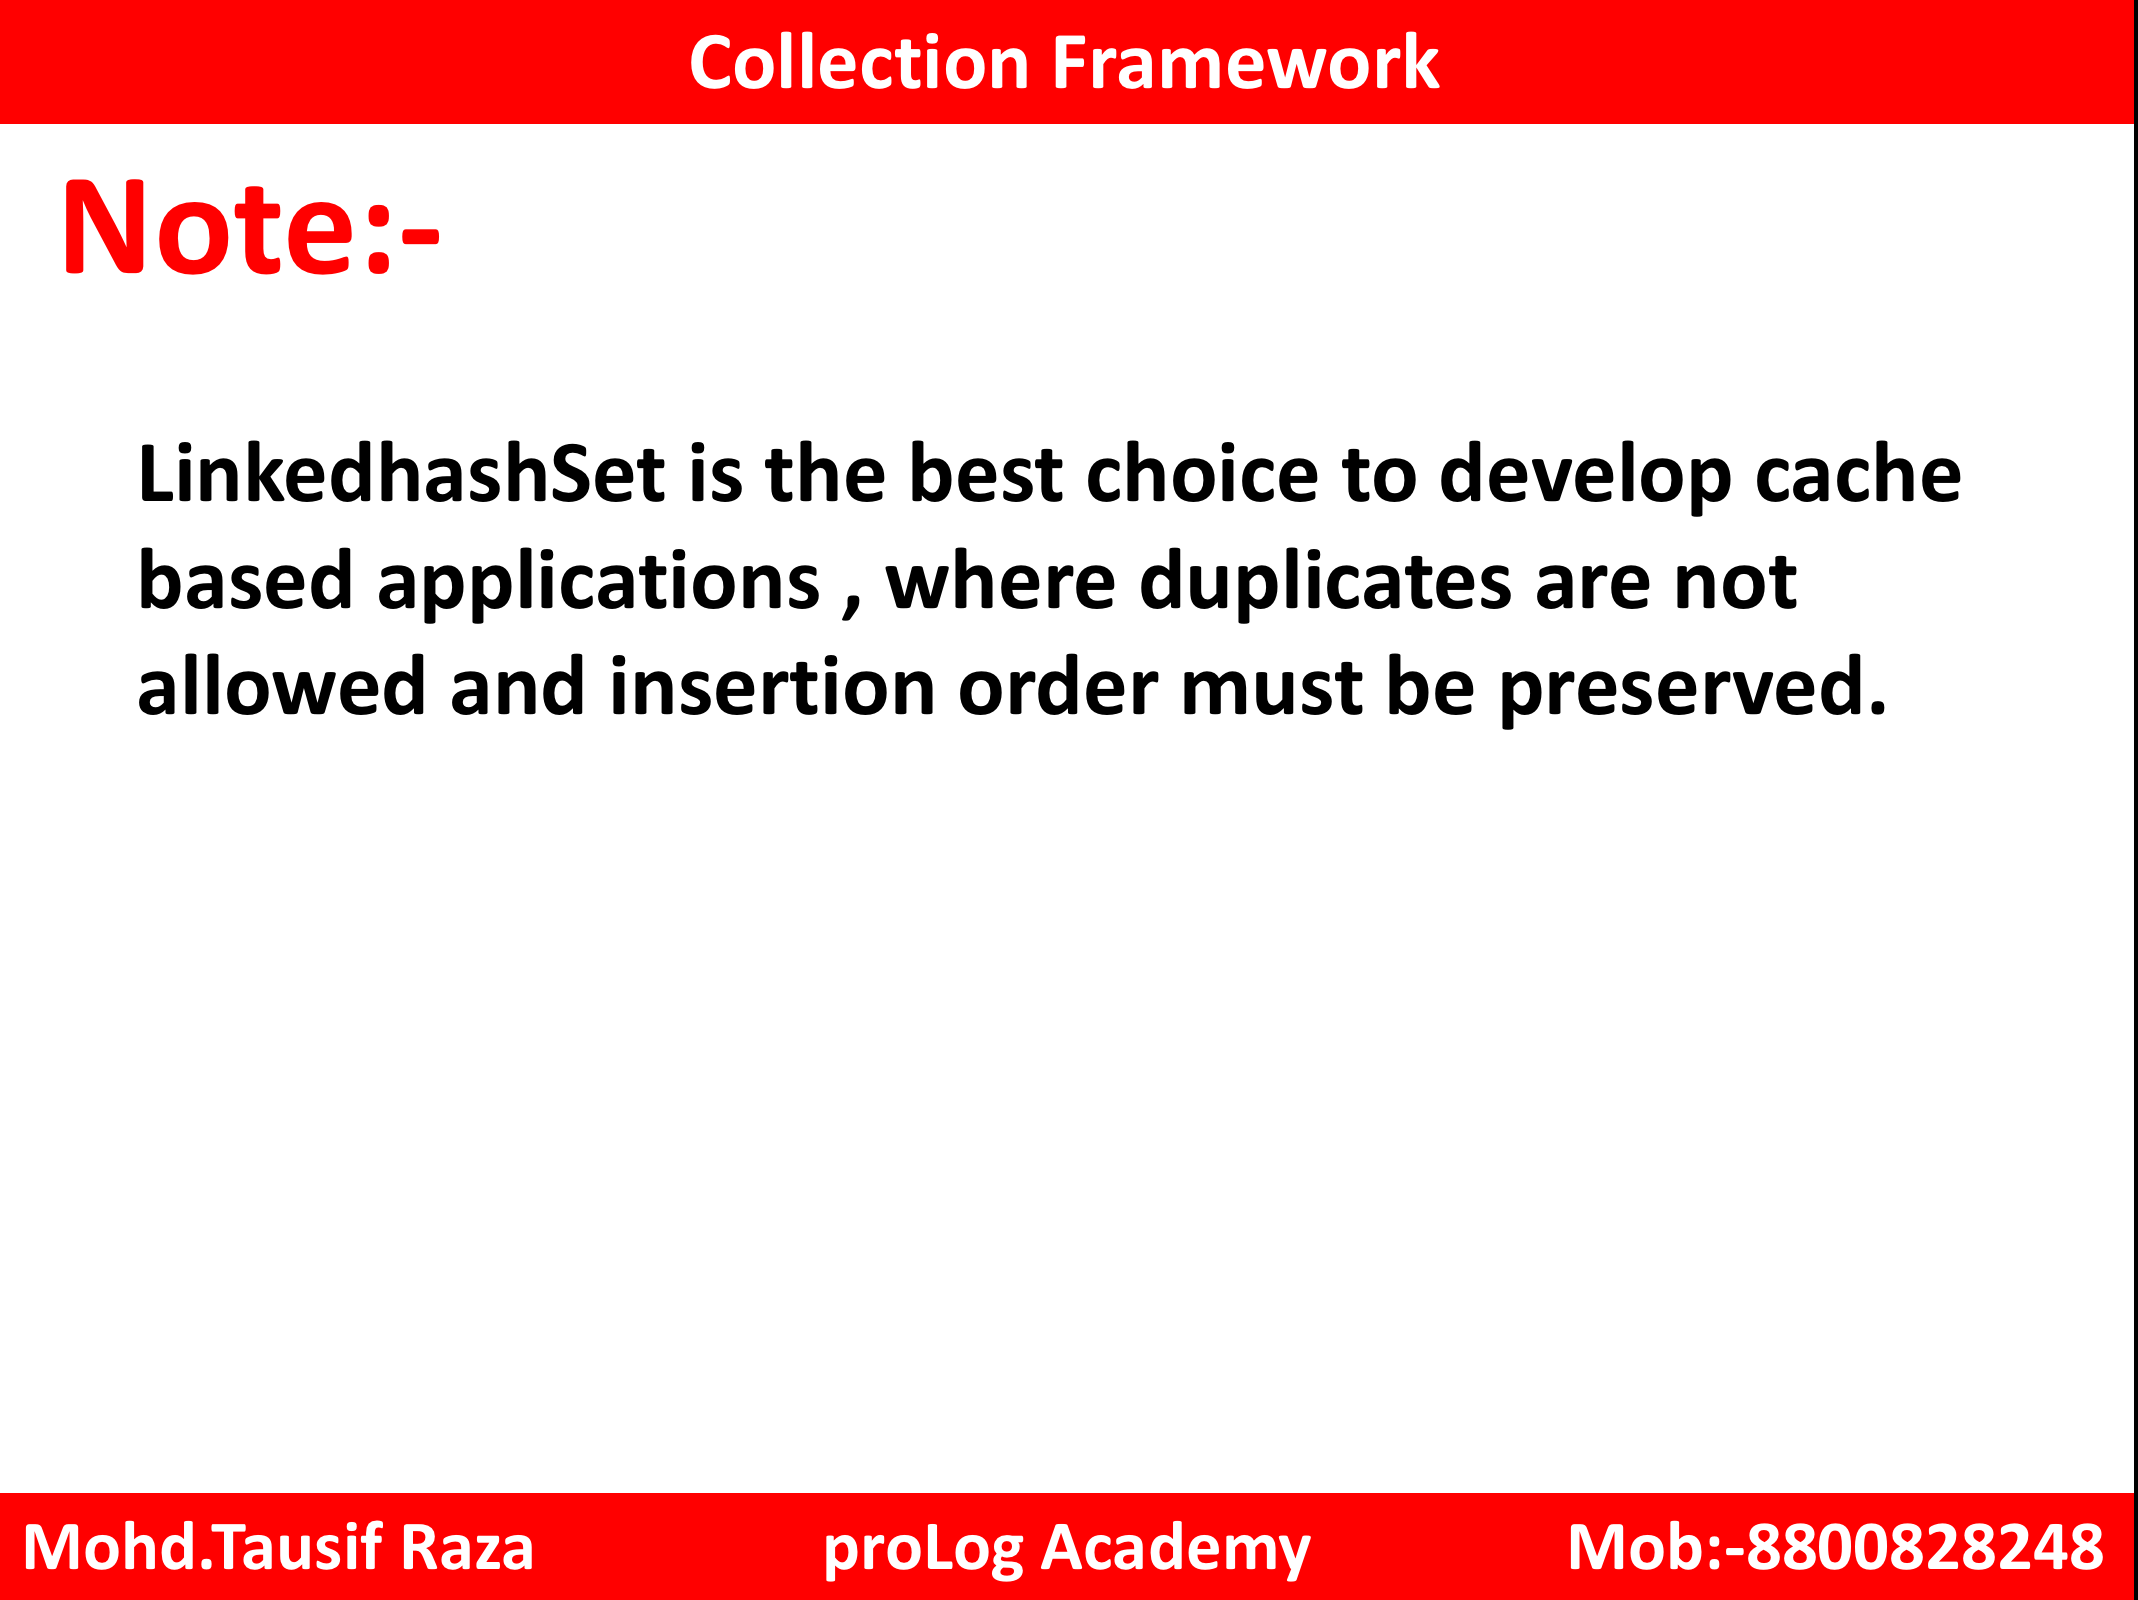 Collection Framework
Note:-
LinkedhashSet is the best choice to develop cache
based applications , where duplicates are not
allowed and insertion order must be preserved.
Mohd.Tausif Raza proLog Academy Mob:-8800828248